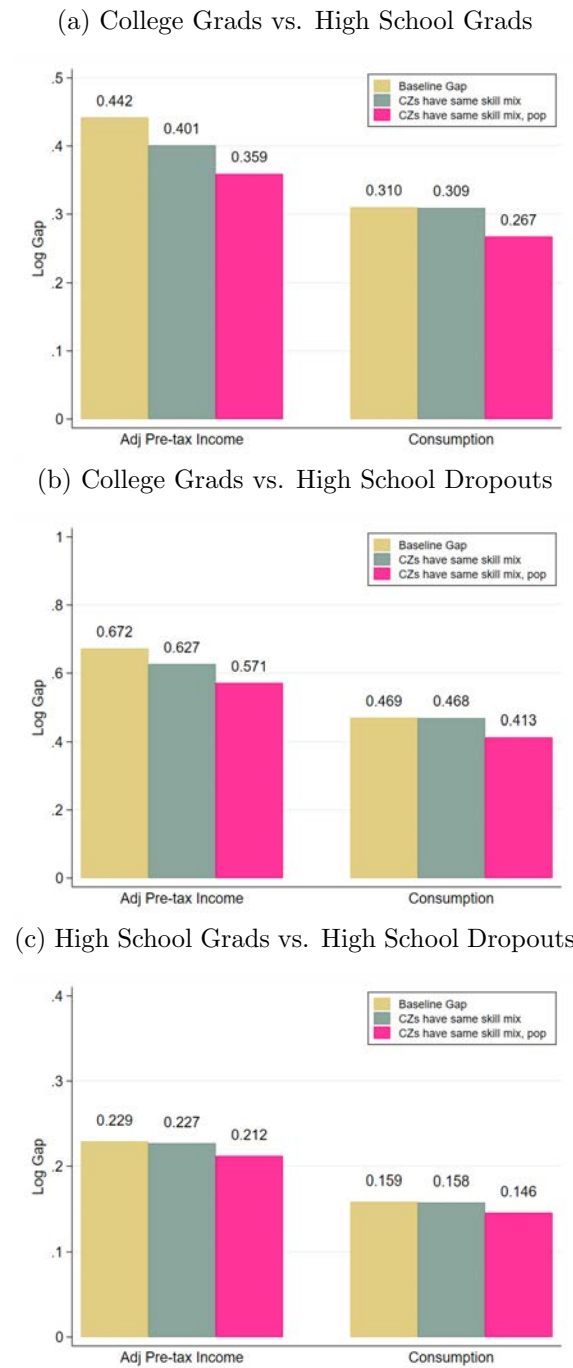 (a) College Grads vs. High School Grads
Log Gap
.5
.4
.3
.2
.1
0
Baseline Gap
CZs have same skill mix
CZs have same skill mix, pop
0.442
0.401
0.359
0.310
0.309
0.267
Adj Pre-tax Income
Consumption
(b) College Grads vs. High School Dropouts
Log Gap
1
.8
.6
.4
.2
0
Baseline Gap
CZs have same skill mix
CZs have same skill mix, pop
0.672
0.627
0.571
0.469
0.468
0.413
Adj Pre-tax Income
Consumption
(c) High School Grads vs. High School Dropouts
Log Gap
.4
.3
.2
.1
0
Baseline Gap
CZs have same skill mix
CZs have same skill mix, pop
0.229
0.227
0.212
0.159
0.158
0.146
Adj Pre-tax Income
Consumption